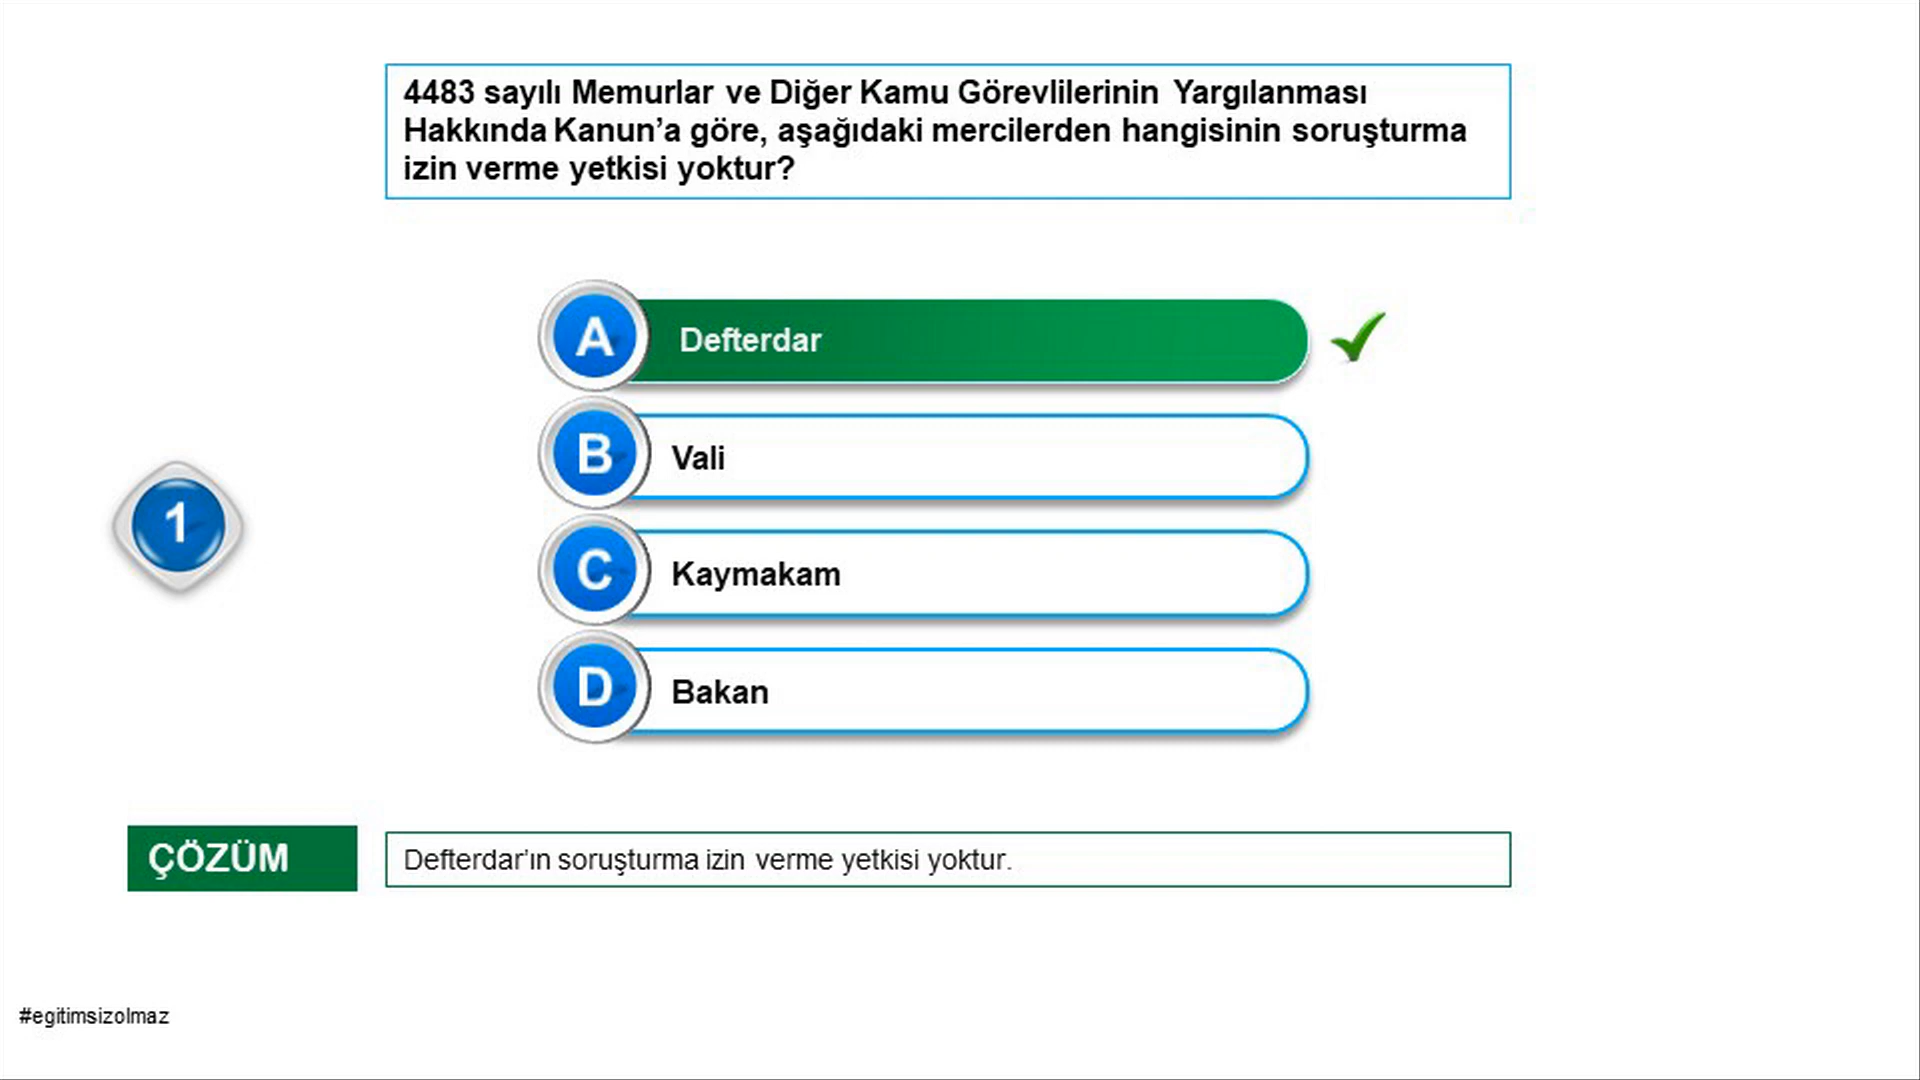 4483 sayılı Memurlar ve Diğer Kamu Görevlilerinin Yargılanması
Hakkında Kanun’a göre, aşağıdaki mercilerden hangisinin soruşturma
izin verme yetkisi yoktur?
A Defterdar
B Vali
1
C Kaymakam
D Bakan
ÇÖZÜM
Defterdar’ın soruşturma izin verme yetkisi yoktur.
#egitimsizolmaz